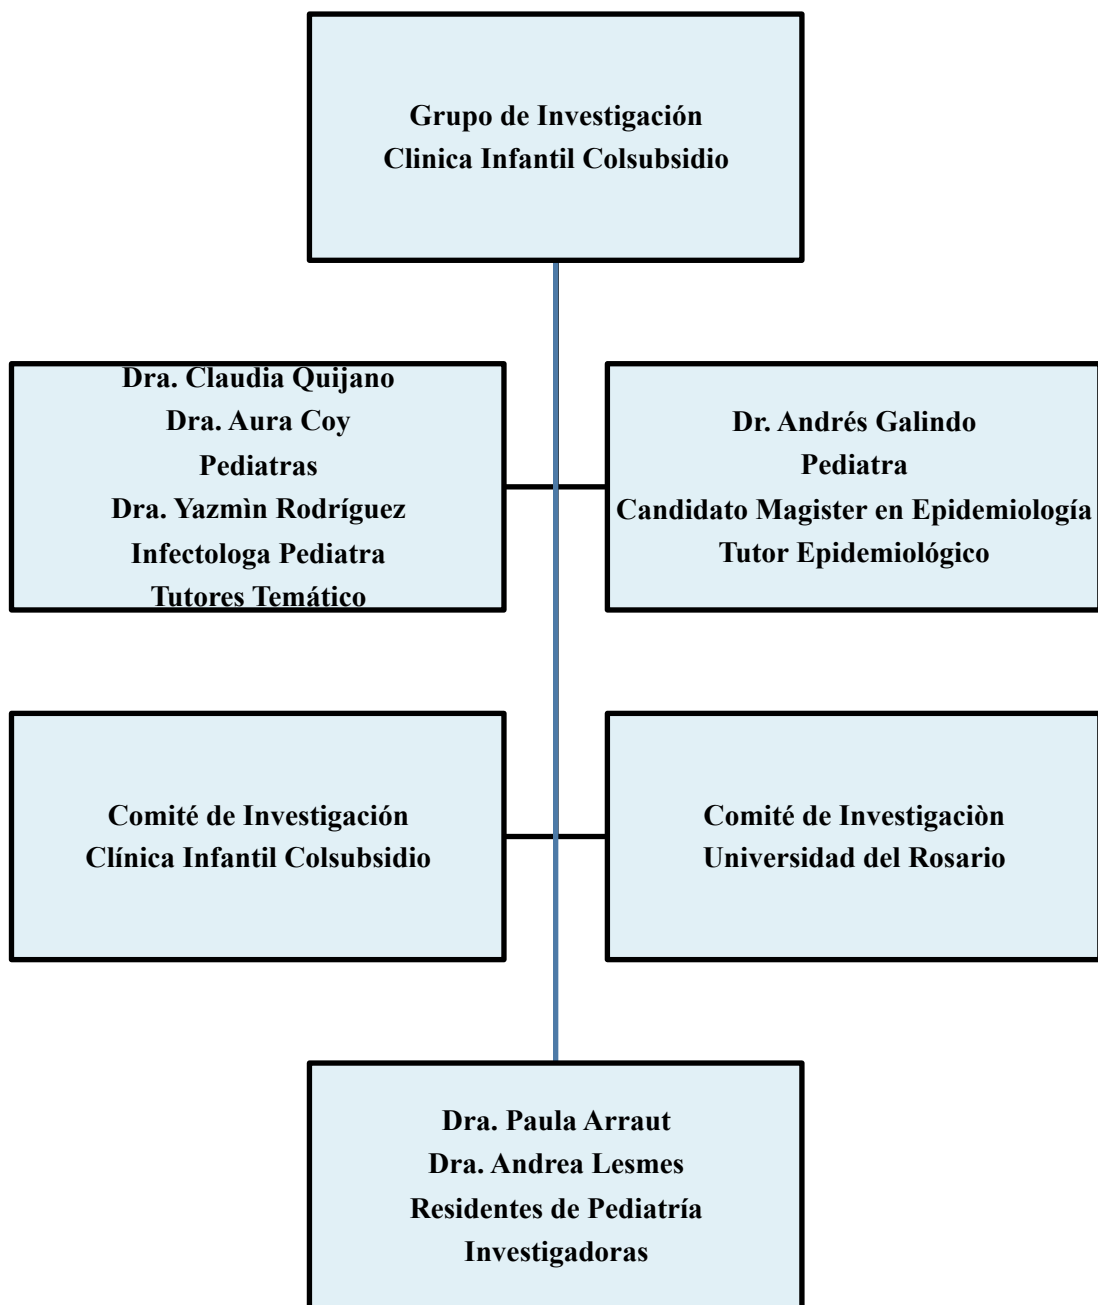 Grupo de Investigación
Clinica Infantil Colsubsidio
Dra. Claudia Quijano
Dra. Aura Coy
Pediatras
Dra. Yazmìn Rodríguez
Infectologa Pediatra
Tutores Temático
Dr. Andrés Galindo
Pediatra
Candidato Magister en Epidemiología
Tutor Epidemiológico
Comité de Investigación
Clínica Infantil Colsubsidio
Comité de Investigaciòn
Universidad del Rosario
Dra. Paula Arraut
Dra. Andrea Lesmes
Residentes de Pediatría
Investigadoras